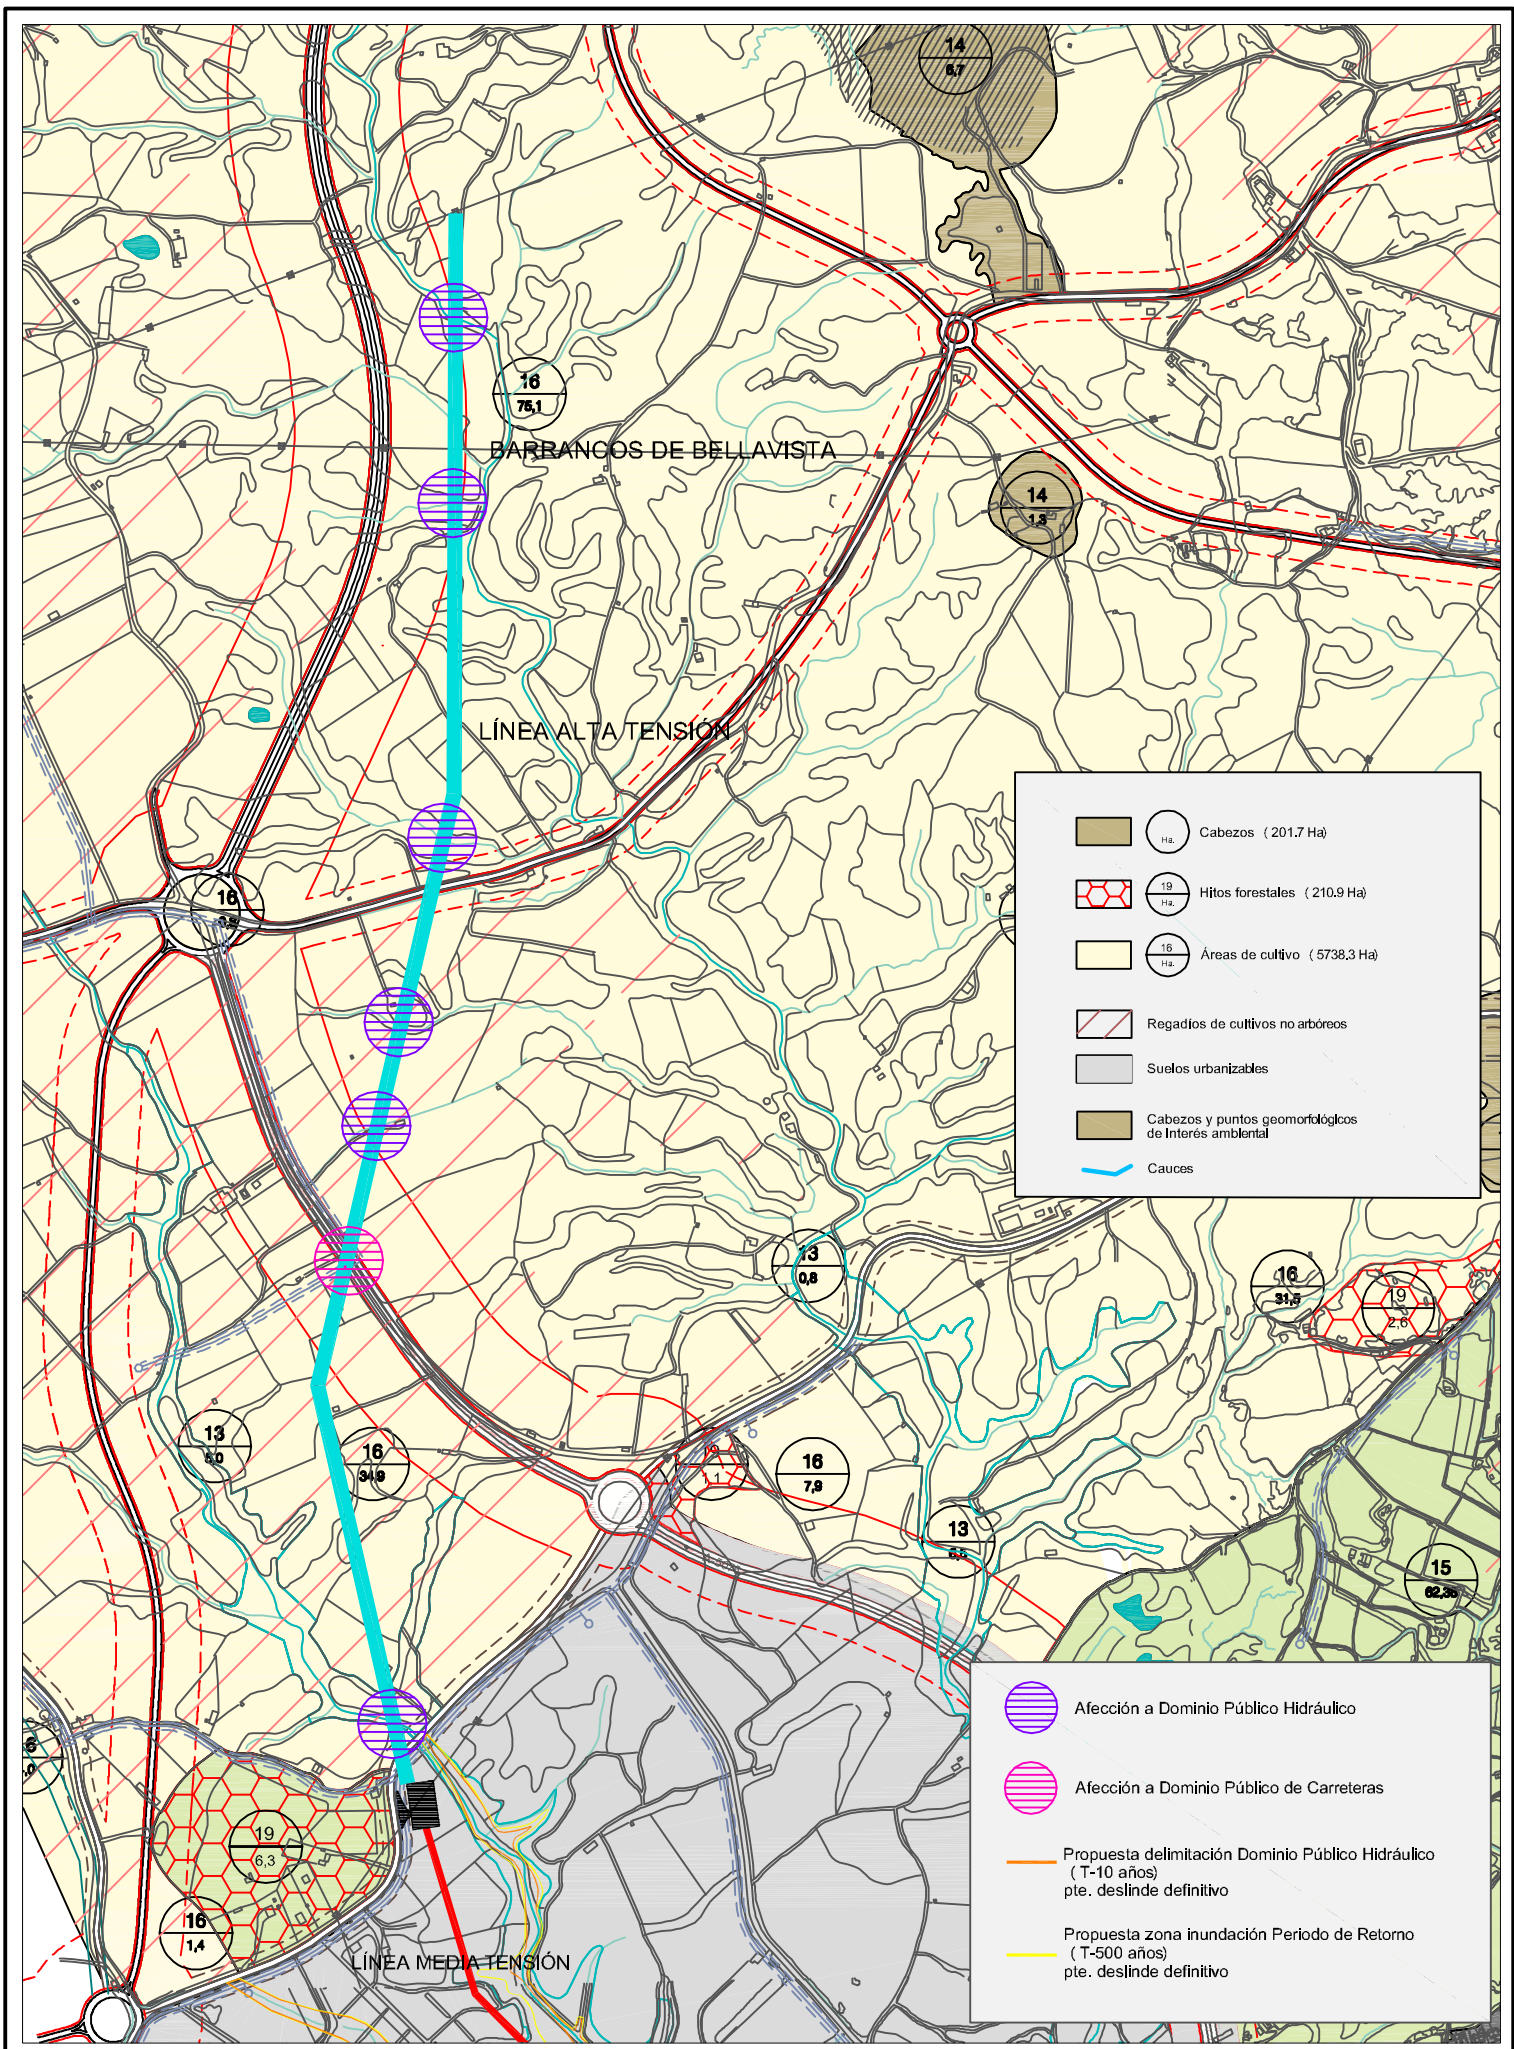 14
6,7
16
75,1
BARRANCOS DE BELLAVISTA
14
1,3
LÍNEA ALTA TENSIÓN
16
Ha.
Cabezos ( 201.7 Ha)
19
Ha.
Hitos forestales ( 210.9 Ha)
16
Ha.
Áreas de cultivo ( 5738.3 Ha)
Regadíos de cultivos no arbóreos
Suelos urbanizables
Cabezos y puntos geomorfológicos
de Interés ambiental
Cauces
13
0,8
16
31,5
19
2,6
13
5,0
16
34,9
16
7,9
13
15
62,36
19
6,3
16
1,4
LÍNEA MEDIA TENSIÓN
Afección a Dominio Público Hidráulico
Afección a Dominio Público de Carreteras
Propuesta delimitación Dominio Público Hidráulico
( T-10 años)
pte. deslinde definitivo
Propuesta zona inundación Periodo de Retorno
( T-500 años)
pte. deslinde definitivo